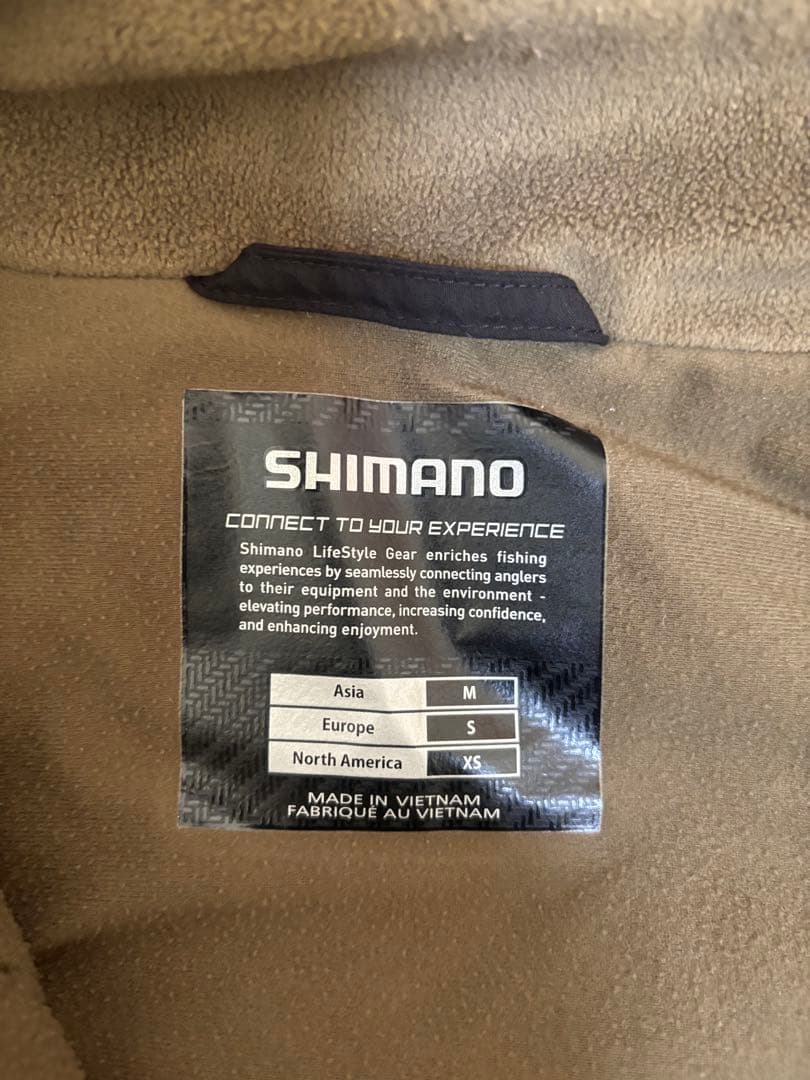 SHIMANO
CONNECT TO YOUR EXPERIENCE
Shimano LifeStyle Gear enriches fishing
experiences by seamlessly connecting anglers
to their equipment and the environment -
elevating performance, increasing confidence,
and enhancing enjoyment.
Asia M
Europe S
North America XS
MADE IN VIETNAM
FABRIQUÉ AU VIETNAM